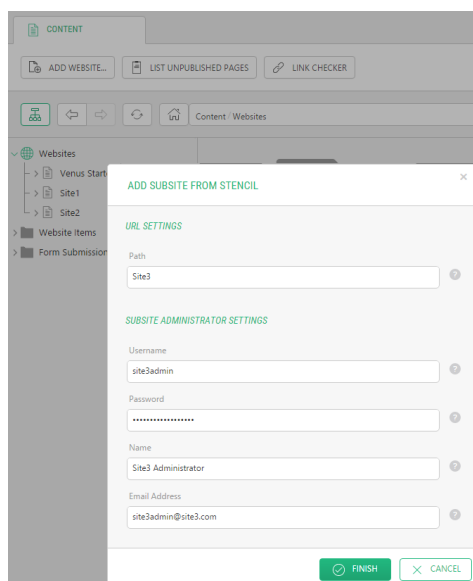 CONTENT
ADD WEBSITE... LIST UNPUBLISHED PAGES LINK CHECKER
Content / Websites
Websites
Venus Start
Site1
Site2
Website Items
Form Submission
ADD SUBSITE FROM STENCIL
URL SETTINGS
Path
Site3
SUBSITE ADMINISTRATOR SETTINGS
Username
site3admin
Password
••••••••••••••••••
Name
Site3 Administrator
Email Address
site3admin@site3.com
FINISH CANCEL